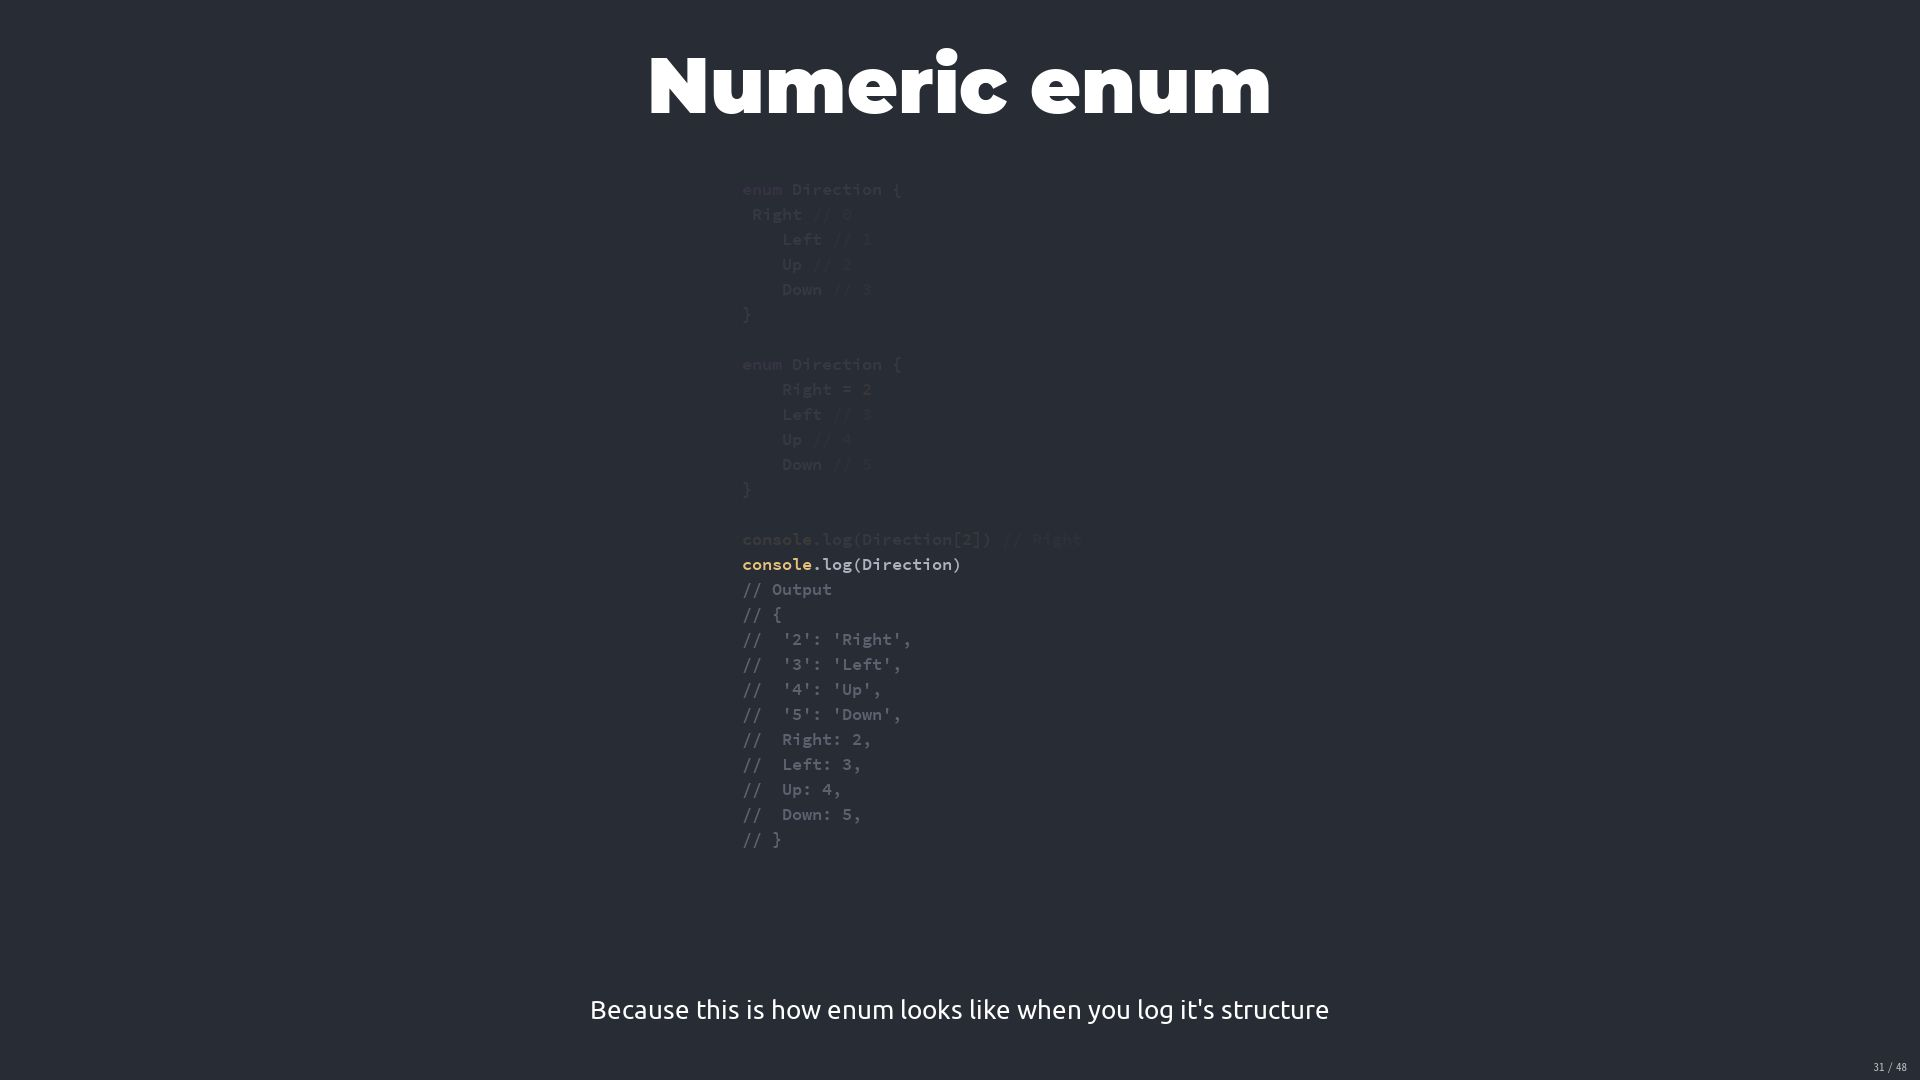 Numeric enum
enum Direction {
 Right // 0
    Left // 1
    Up // 2
    Down // 3
}
enum Direction {
    Right = 2
    Left // 3
    Up // 4
    Down // 5
}
console.log(Direction[2]) // Right
console.log(Direction)
// Output
// {
//  '2': 'Right',
//  '3': 'Left',
//  '4': 'Up',
//  '5': 'Down',
//  Right: 2,
//  Left: 3,
//  Up: 4,
//  Down: 5,
// }
Because this is how enum looks like when you log it's structure
31 / 48